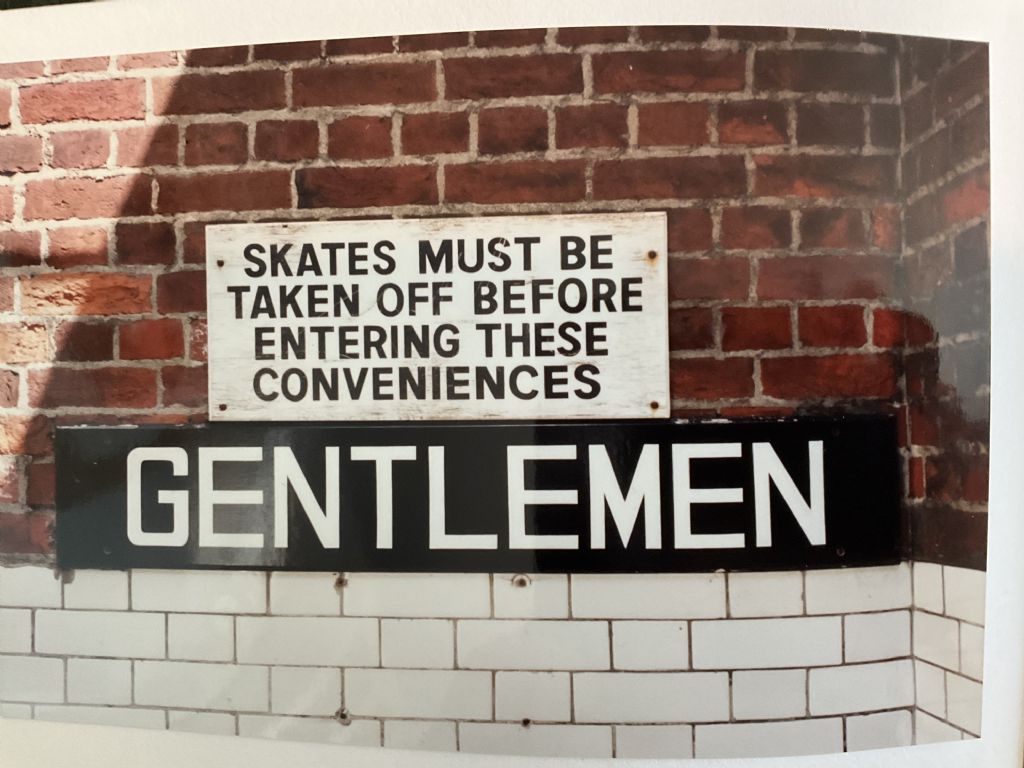 SKATES MUST BE
TAKEN OFF BEFORE
ENTERING THESE
CONVENIENCES
GENTLEMEN